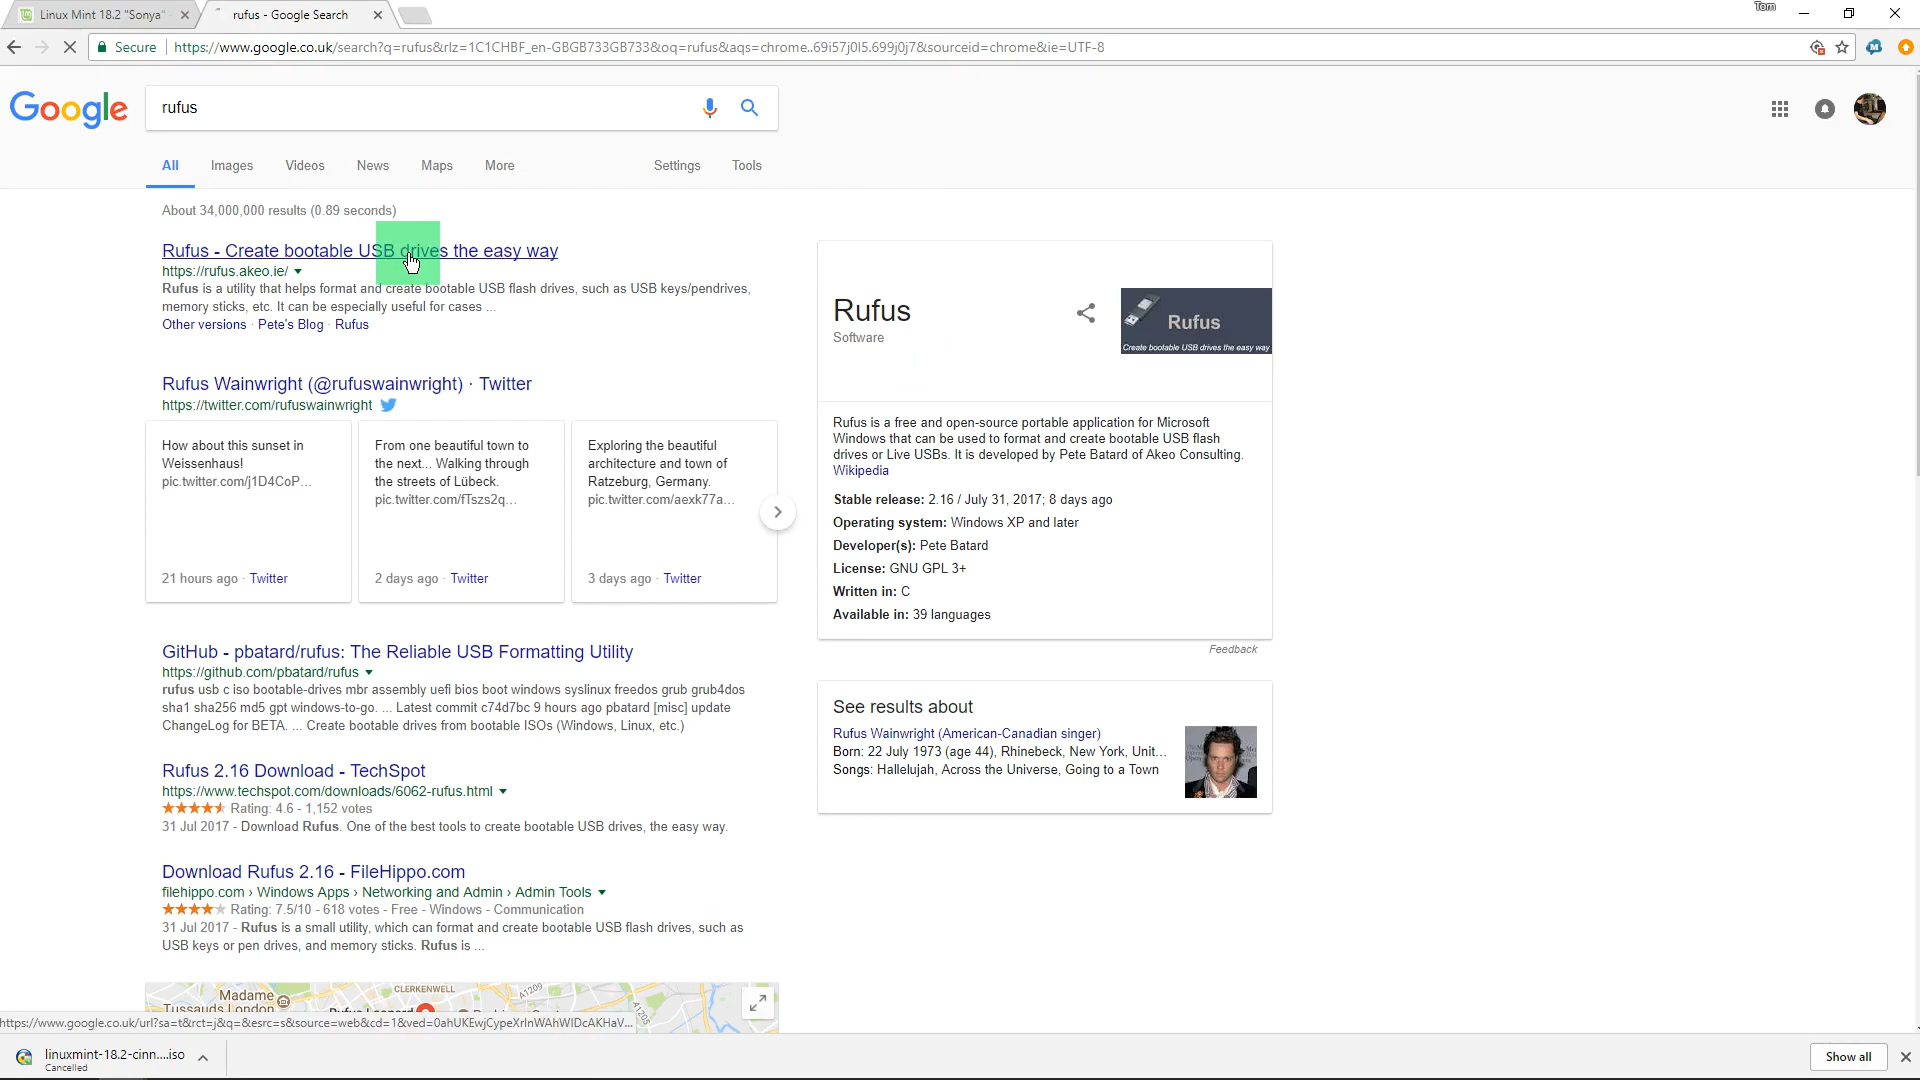 Linux Mint 18.2 "Sonya"
rufus - Google Search
Tom
Secure
https://www.google.co.uk/search?q=rufus&rlz=1C1CHBF_en-GBGB733GB733&oq=rufus&aqs=chrome..69i57j0l5.699j0j7&sourceid=chrome&ie=UTF-8
Google
rufus
All Images Videos News Maps More Settings Tools
About 34,000,000 results (0.89 seconds)
Rufus - Create bootable USB drives the easy way
https://rufus.akeo.ie/
Rufus is a utility that helps format and create bootable USB flash drives, such as USB keys/pendrives,
memory sticks, etc. It can be especially useful for cases ...
Other versions · Pete's Blog · Rufus
Rufus Wainwright (@rufuswainwright) · Twitter
https://twitter.com/rufuswainwright
How about this sunset in
Weissenhaus!
pic.twitter.com/j1D4CoP...
21 hours ago · Twitter
From one beautiful town to
the next... Walking through
the streets of Lübeck.
pic.twitter.com/fTszs2q...
2 days ago · Twitter
Exploring the beautiful
architecture and town of
Ratzeburg, Germany.
pic.twitter.com/aexk77a...
3 days ago · Twitter
GitHub - pbatard/rufus: The Reliable USB Formatting Utility
https://github.com/pbatard/rufus
rufus usb c iso bootable-drives mbr assembly uefi bios boot windows syslinux freedos grub grub4dos
sha1 sha256 md5 gpt windows-to-go. ... Latest commit c74d7bc 9 hours ago pbatard [misc] update
ChangeLog for BETA. ... Create bootable drives from bootable ISOs (Windows, Linux, etc.)
Rufus 2.16 Download - TechSpot
https://www.techspot.com/downloads/6062-rufus.html
Rating: 4.6 - 1,152 votes
31 Jul 2017 - Download Rufus. One of the best tools to create bootable USB drives, the easy way.
Download Rufus 2.16 - FileHippo.com
filehippo.com › Windows Apps › Networking and Admin › Admin Tools
Rating: 7.5/10 - 618 votes - Free - Windows - Communication
31 Jul 2017 - Rufus is a small utility, which can format and create bootable USB flash drives, such as
USB keys or pen drives, and memory sticks. Rufus is ...
Rufus
Software
Rufus
Create bootable USB drives the easy way
Rufus is a free and open-source portable application for Microsoft
Windows that can be used to format and create bootable USB flash
drives or Live USBs. It is developed by Pete Batard of Akeo Consulting.
Wikipedia
Stable release: 2.16 / July 31, 2017; 8 days ago
Operating system: Windows XP and later
Developer(s): Pete Batard
License: GNU GPL 3+
Written in: C
Available in: 39 languages
Feedback
See results about
Rufus Wainwright (American-Canadian singer)
Born: 22 July 1973 (age 44), Rhinebeck, New York, Unit...
Songs: Hallelujah, Across the Universe, Going to a Town
Madame
Tussauds London
CLERKENWELL
A1209
A1205
https://www.google.co.uk/url?sa=t&rct=j&q=&esrc=s&source=web&cd=1&ved=0ahUKEwjCypeXrInWAhWIDcAKHaV...
linuxmint-18.2-cinn....iso
Cancelled
Show all